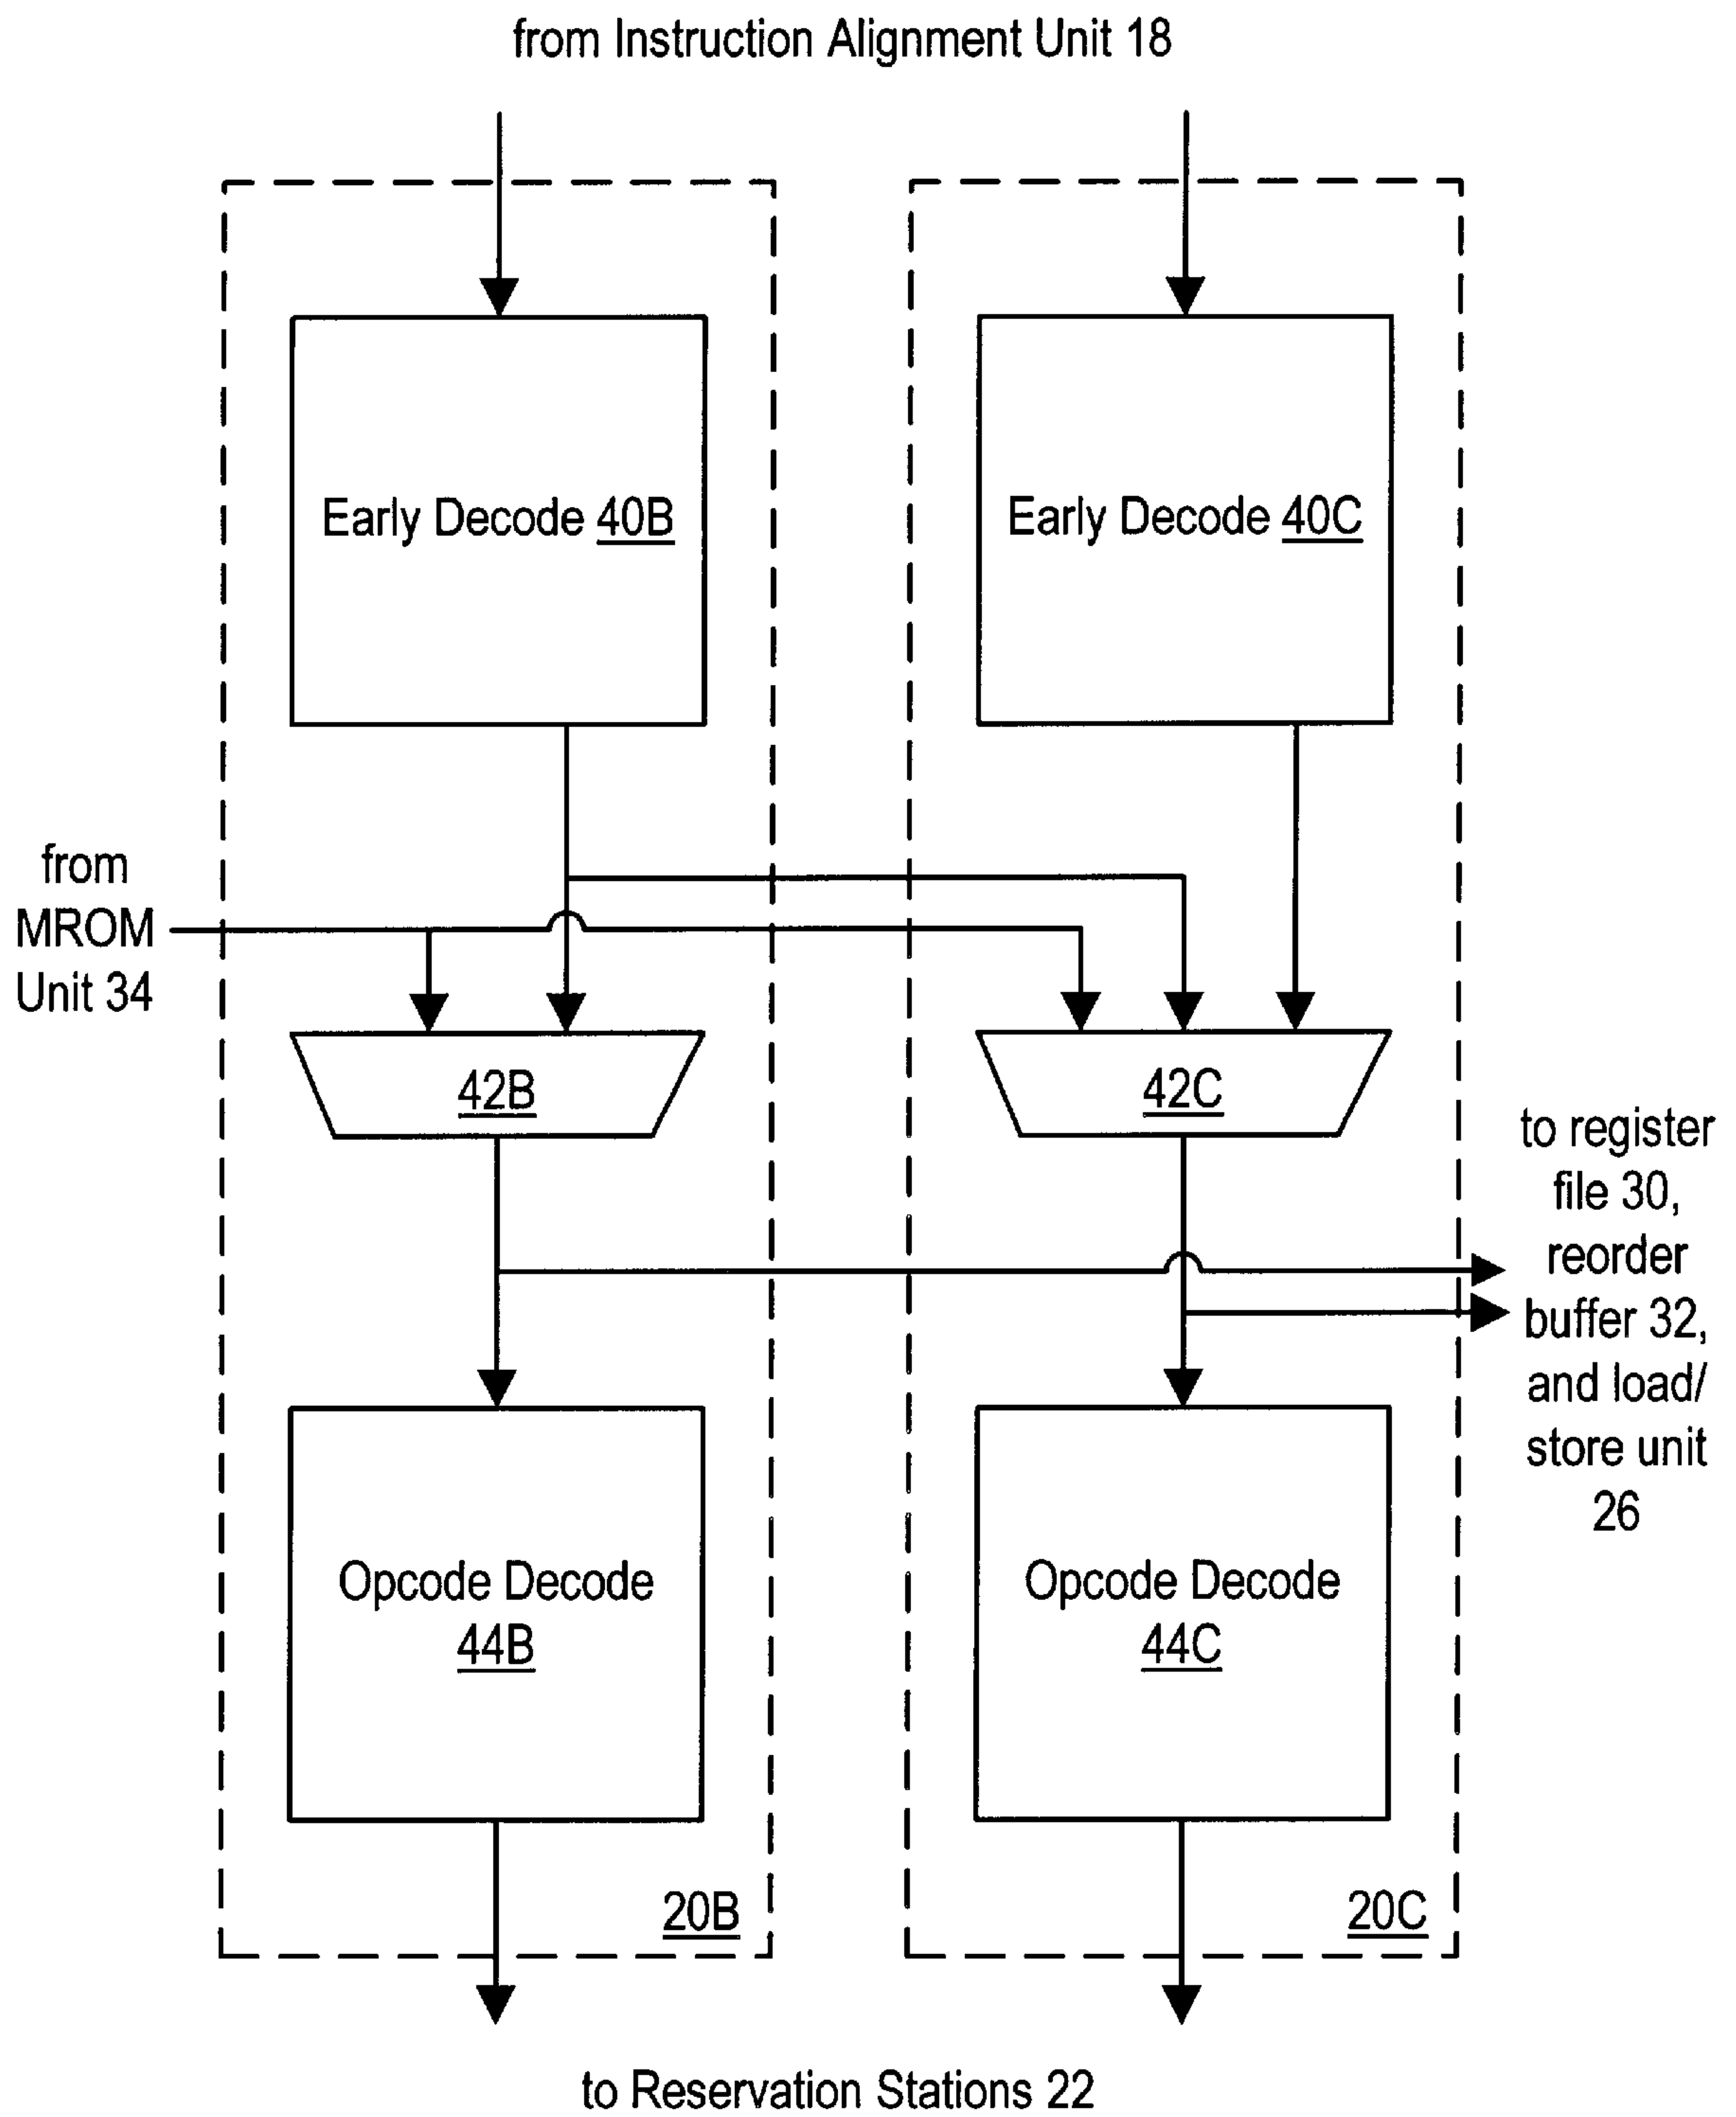 from Instruction Alignment Unit 18
Early Decode 40B
Early Decode 40C
from
MROM
Unit 34
42B
42C
to register
file 30,
reorder
buffer 32,
and load/
store unit
26
Opcode Decode
44B
Opcode Decode
44C
20B
20C
to Reservation Stations 22